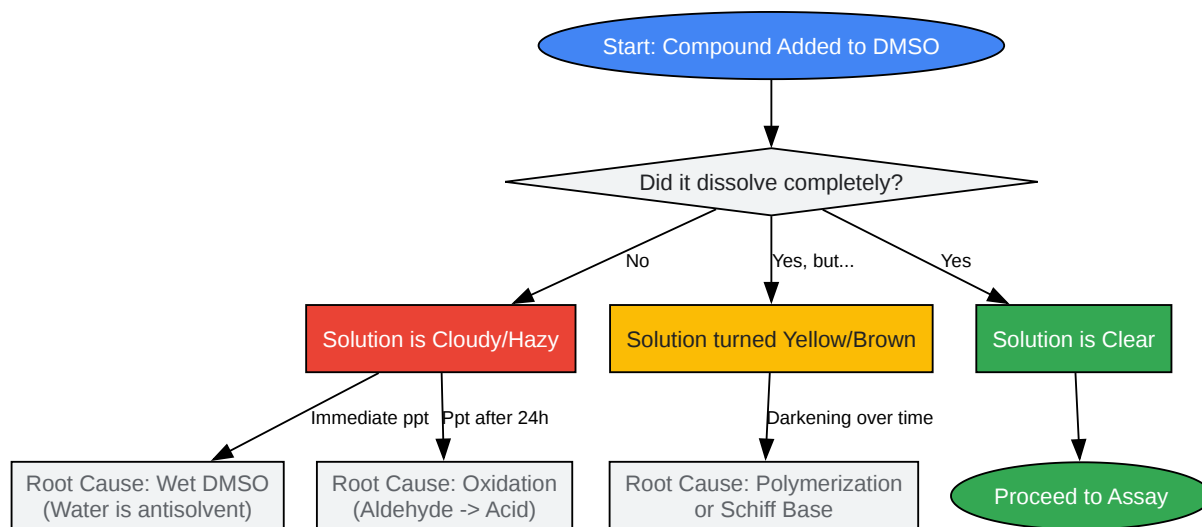 Start: Compound Added to DMSO
Did it dissolve completely?
No
Yes, but...
Yes
Solution is Cloudy/Hazy
Solution turned Yellow/Brown
Solution is Clear
Immediate ppt
Ppt after 24h
Darkening over time
Root Cause: Wet DMSO
(Water is antisolvent)
Root Cause: Oxidation
(Aldehyde -> Acid)
Root Cause: Polymerization
or Schiff Base
Proceed to Assay